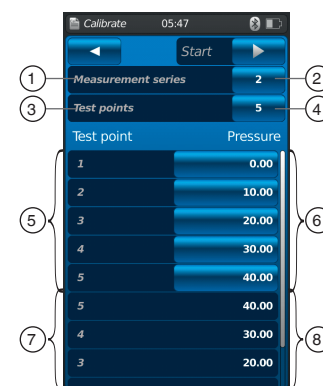 Calibrate 05:47
Start
1 Measurement series 2 2
3 Test points 5 4
Test point Pressure
1 0.00
2 10.00
3 20.00
4 30.00
5 40.00
5 6
5 40.00
4 30.00
3 20.00
7 8